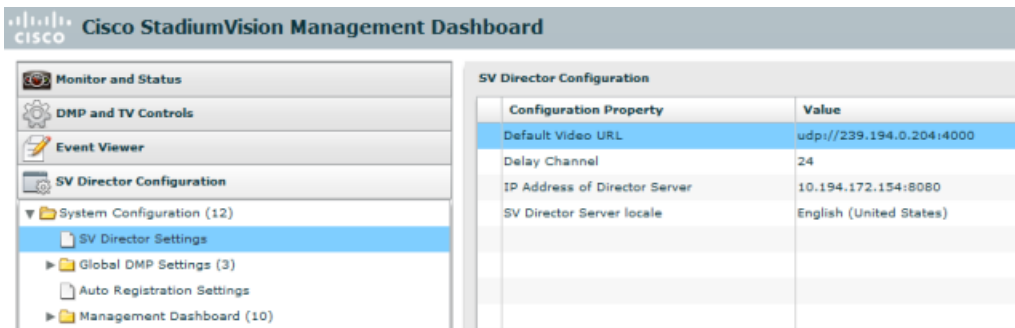 CISCO
Cisco StadiumVision Management Dashboard
Monitor and Status
DMP and TV Controls
Event Viewer
SV Director Configuration
System Configuration (12)
SV Director Settings
Global DMP Settings (3)
Auto Registration Settings
Management Dashboard (10)
SV Director Configuration
Configuration Property Value
Default Video URL udp://239.194.0.204:4000
Delay Channel 24
IP Address of Director Server 10.194.172.154:8080
SV Director Server locale English (United States)